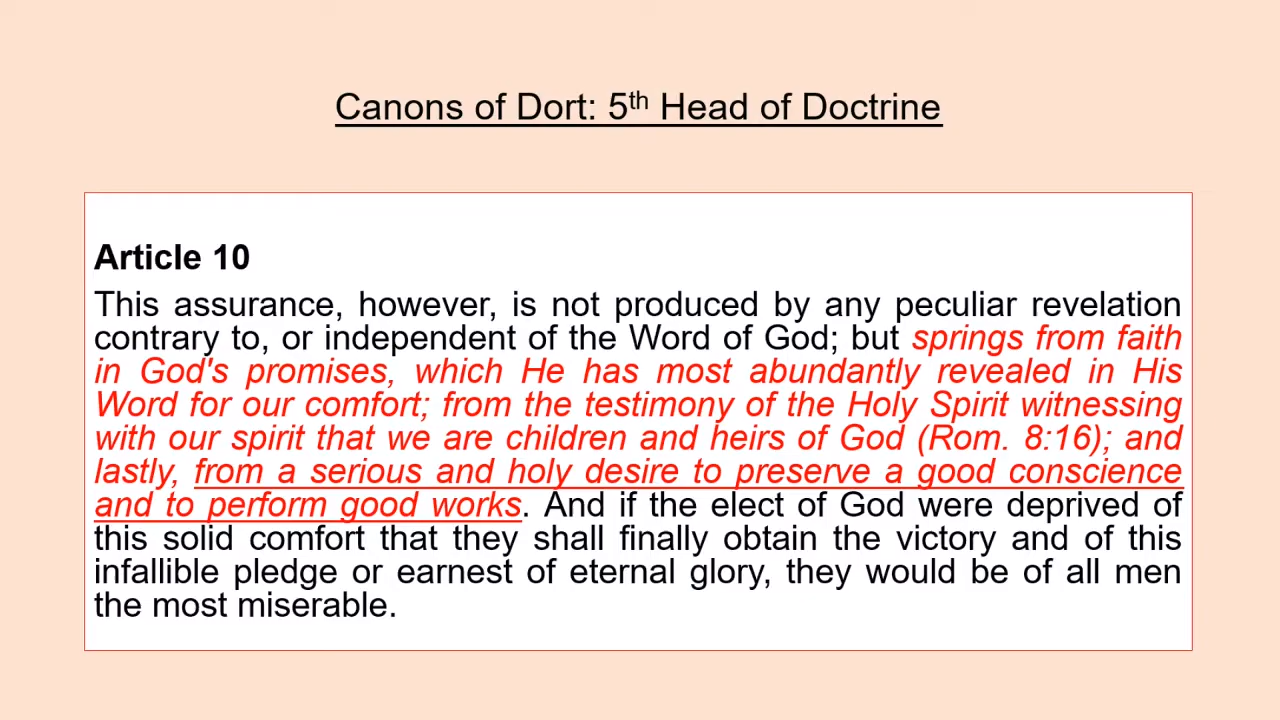 Canons of Dort: 5th Head of Doctrine
Article 10
This assurance, however, is not produced by any peculiar revelation
contrary to, or independent of the Word of God; but springs from faith
in God's promises, which He has most abundantly revealed in His
Word for our comfort; from the testimony of the Holy Spirit witnessing
with our spirit that we are children and heirs of God (Rom. 8:16); and
lastly, from a serious and holy desire to preserve a good conscience
and to perform good works. And if the elect of God were deprived of
this solid comfort that they shall finally obtain the victory and of this
infallible pledge or earnest of eternal glory, they would be of all men
the most miserable.